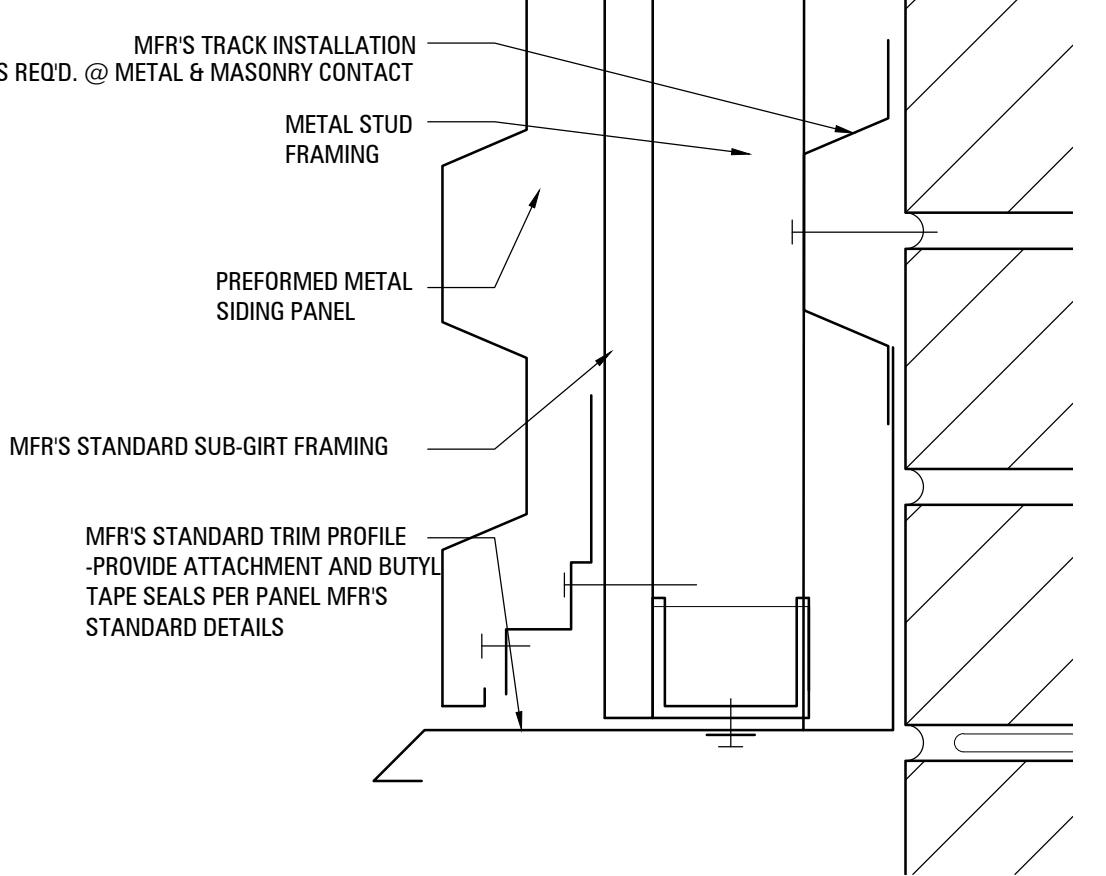 MFR'S TRACK INSTALLATION
REQ'D. @ METAL & MASONRY CONTACT
METAL STUD
FRAMING
PREFORMED METAL
SIDING PANEL
MFR'S STANDARD SUB-GIRT FRAMING
MFR'S STANDARD TRIM PROFILE
-PROVIDE ATTACHMENT AND BUTYL
TAPE SEALS PER PANEL MFR'S
STANDARD DETAILS